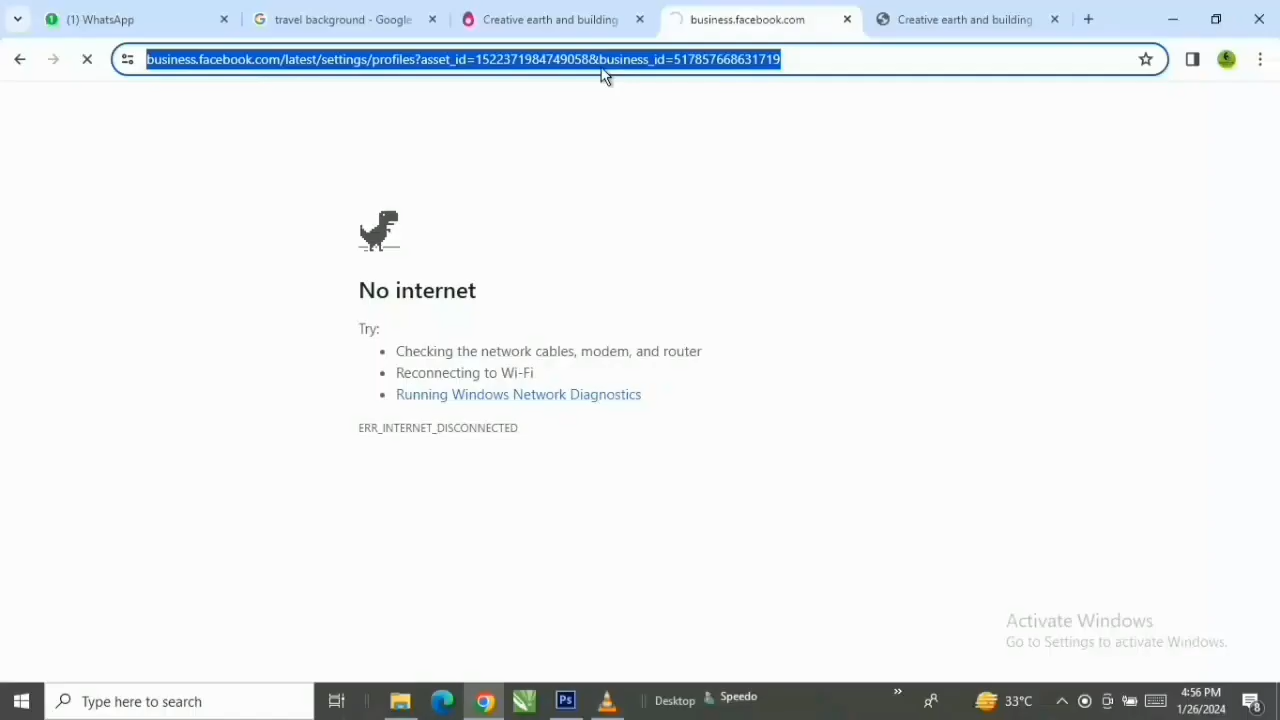 (1) WhatsApp
travel background - Google
Creative earth and building
business.facebook.com
Creative earth and building
business.facebook.com/latest/settings/profiles?asset_id=1522371984749058&business_id=517857668631719
No internet
Try:
• Checking the network cables, modem, and router
• Reconnecting to Wi-Fi
• Running Windows Network Diagnostics
ERR_INTERNET_DISCONNECTED
Activate Windows
Go to Settings to activate Windows.
Type here to search
Ps
Desktop
Speedo
33°C
4:56 PM
1/26/2024
8